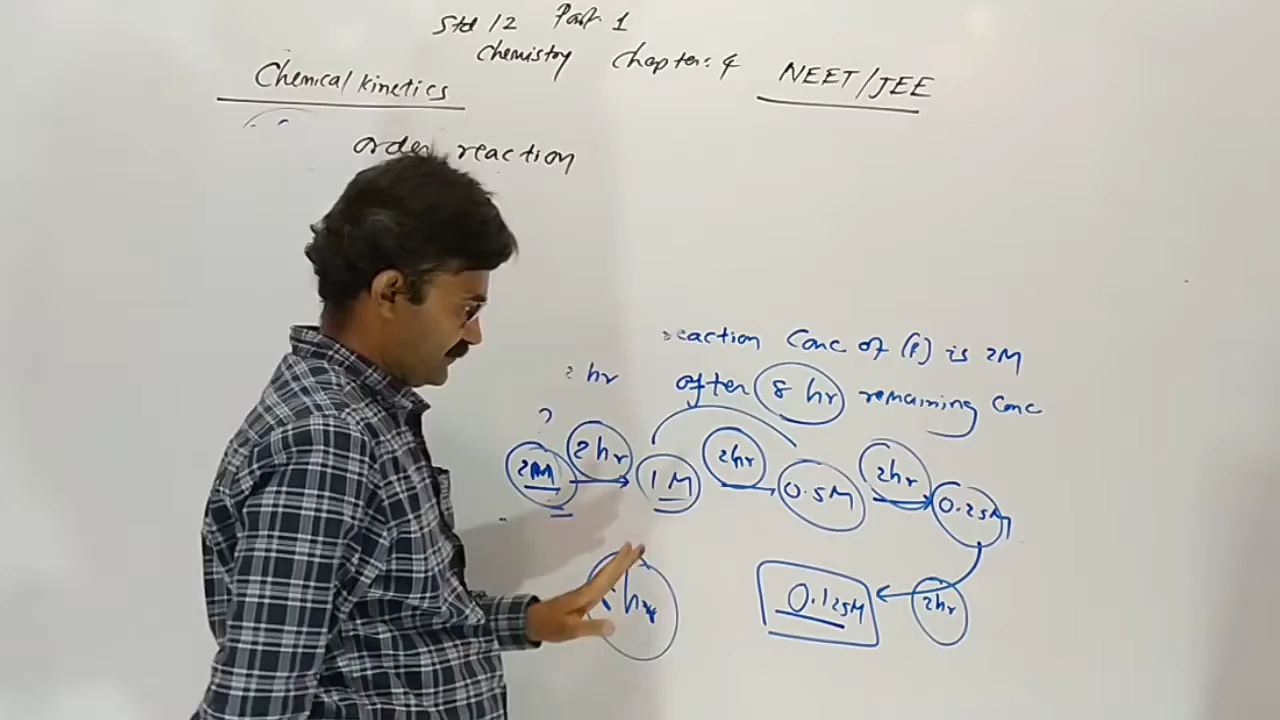 Std 12 Part 1
Chemistry Chapter: 4
NEET/JEE
Chemical kinetics
order reaction
reaction Conc of (P) is 2M
2 hr after 8 hr remaining Conc
?
2M 2hr 1M 2hr 0.5M 2hr 0.25M
hr 0.125M 2hr